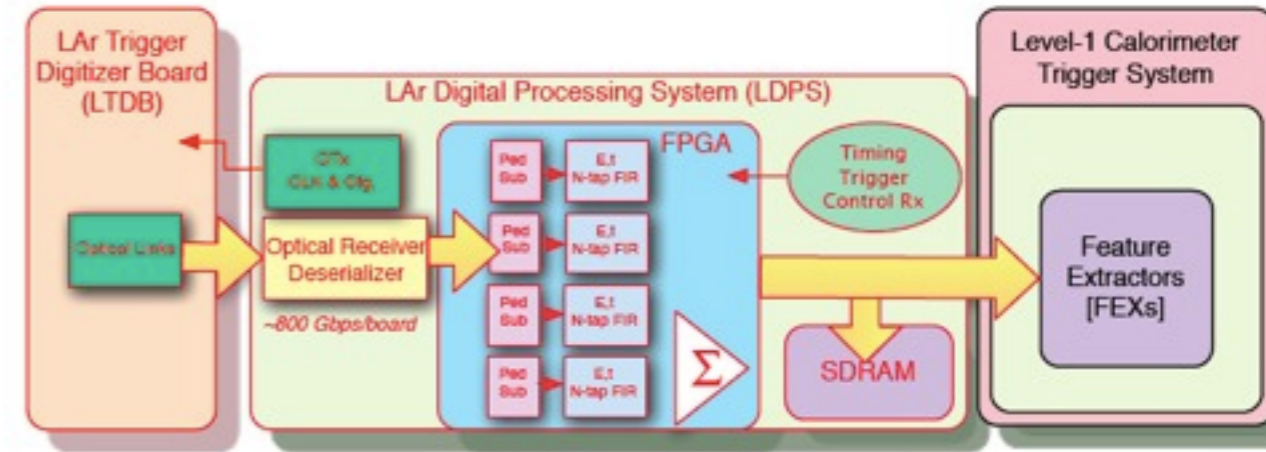 LAr Trigger
Digitizer Board
(LTDB)
Optical Links
LAr Digital Processing System (LDPS)
CLK & Cfg.
Optical Receiver
Deserializer
~800 Gbps/board
FPGA
Ped
Sub
E,t
N-tap FIR
Ped
Sub
E,t
N-tap FIR
Ped
Sub
E,t
N-tap FIR
Ped
Sub
E,t
N-tap FIR
Σ
Timing
Trigger
Control Rx
SDRAM
Level-1 Calorimeter
Trigger System
Feature
Extractors
[FEXs]